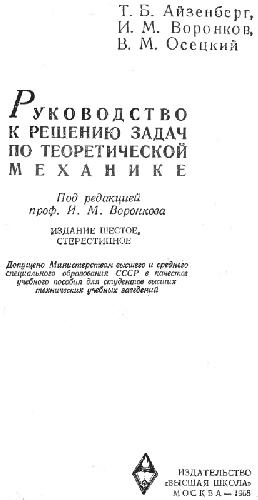 Т. Б. Айзенберг,
И. М. Воронков,
В. М. Осецкий
РУКОВОДСТВО
К РЕШЕНИЮ ЗАДАЧ
ПО ТЕОРЕТИЧЕСКОЙ
МЕХАНИКЕ
Под редакцией
проф. И. М. Воронкова
ИЗДАНИЕ ШЕСТОЕ,
СТЕРЕОТИПНОЕ
Допущено Министерством высшего и среднего
специального образования СССР в качестве
учебного пособия для студентов высших
технических учебных заведений
ИЗДАТЕЛЬСТВО
«ВЫСШАЯ ШКОЛА»
МОСКВА — 1968